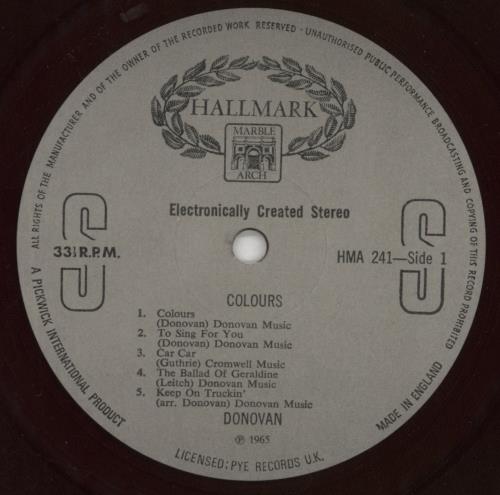 ALL RIGHTS OF THE MANUFACTURER AND OF THE OWNER OF THE RECORDED WORK RESERVED - UNAUTHORISED PUBLIC PERFORMANCE BROADCASTING AND COPYING OF THIS RECORD PROHIBITED
HALLMARK
MARBLE
ARCH
Electronically Created Stereo
S
33⅓ R.P.M.
S
HMA 241—Side 1
COLOURS
1. Colours
(Donovan) Donovan Music
2. To Sing For You
(Donovan) Donovan Music
3. Car Car
(Guthrie) Cromwell Music
4. The Ballad Of Geraldine
(Leitch) Donovan Music
5. Keep On Truckin'
(arr. Donovan) Donovan Music
DONOVAN
℗ 1965
A PICKWICK INTERNATIONAL PRODUCT
LICENSED: PYE RECORDS U.K.
MADE IN ENGLAND